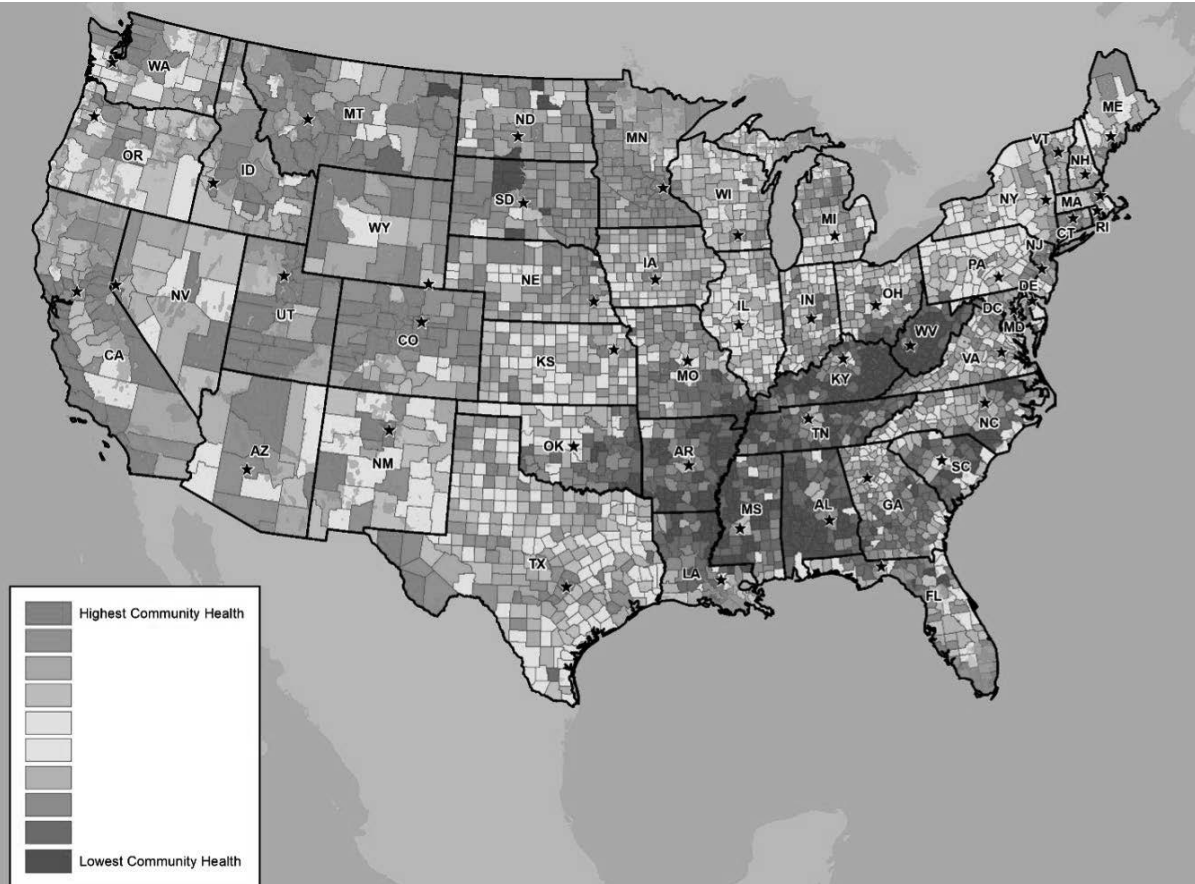 WA
MT
ND
MN
ME
OR
ID
SD
WI
VT
NH
WY
MI
NY
MA
CT
RI
NV
UT
NE
IA
PA
NJ
CA
CO
IL
IN
OH
DE
DC
MD
KS
MO
WV
VA
KY
AZ
NM
OK
AR
TN
NC
SC
MS
AL
GA
TX
LA
FL
Highest Community Health
Lowest Community Health